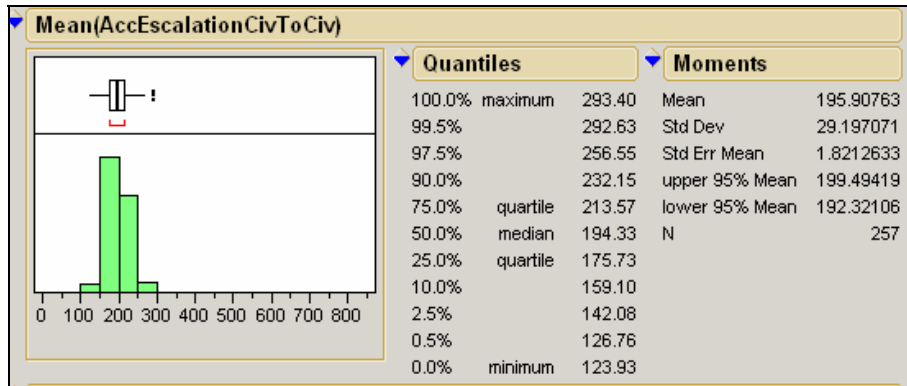 Mean(AccEscalationCivToCiv)
Quantiles
100.0% maximum 293.40
99.5% 292.63
97.5% 256.55
90.0% 232.15
75.0% quartile 213.57
50.0% median 194.33
25.0% quartile 175.73
10.0% 159.10
2.5% 142.08
0.5% 126.76
0.0% minimum 123.93
Moments
Mean 195.90763
Std Dev 29.197071
Std Err Mean 1.8212633
upper 95% Mean 199.49419
lower 95% Mean 192.32106
N 257
0 100 200 300 400 500 600 700 800